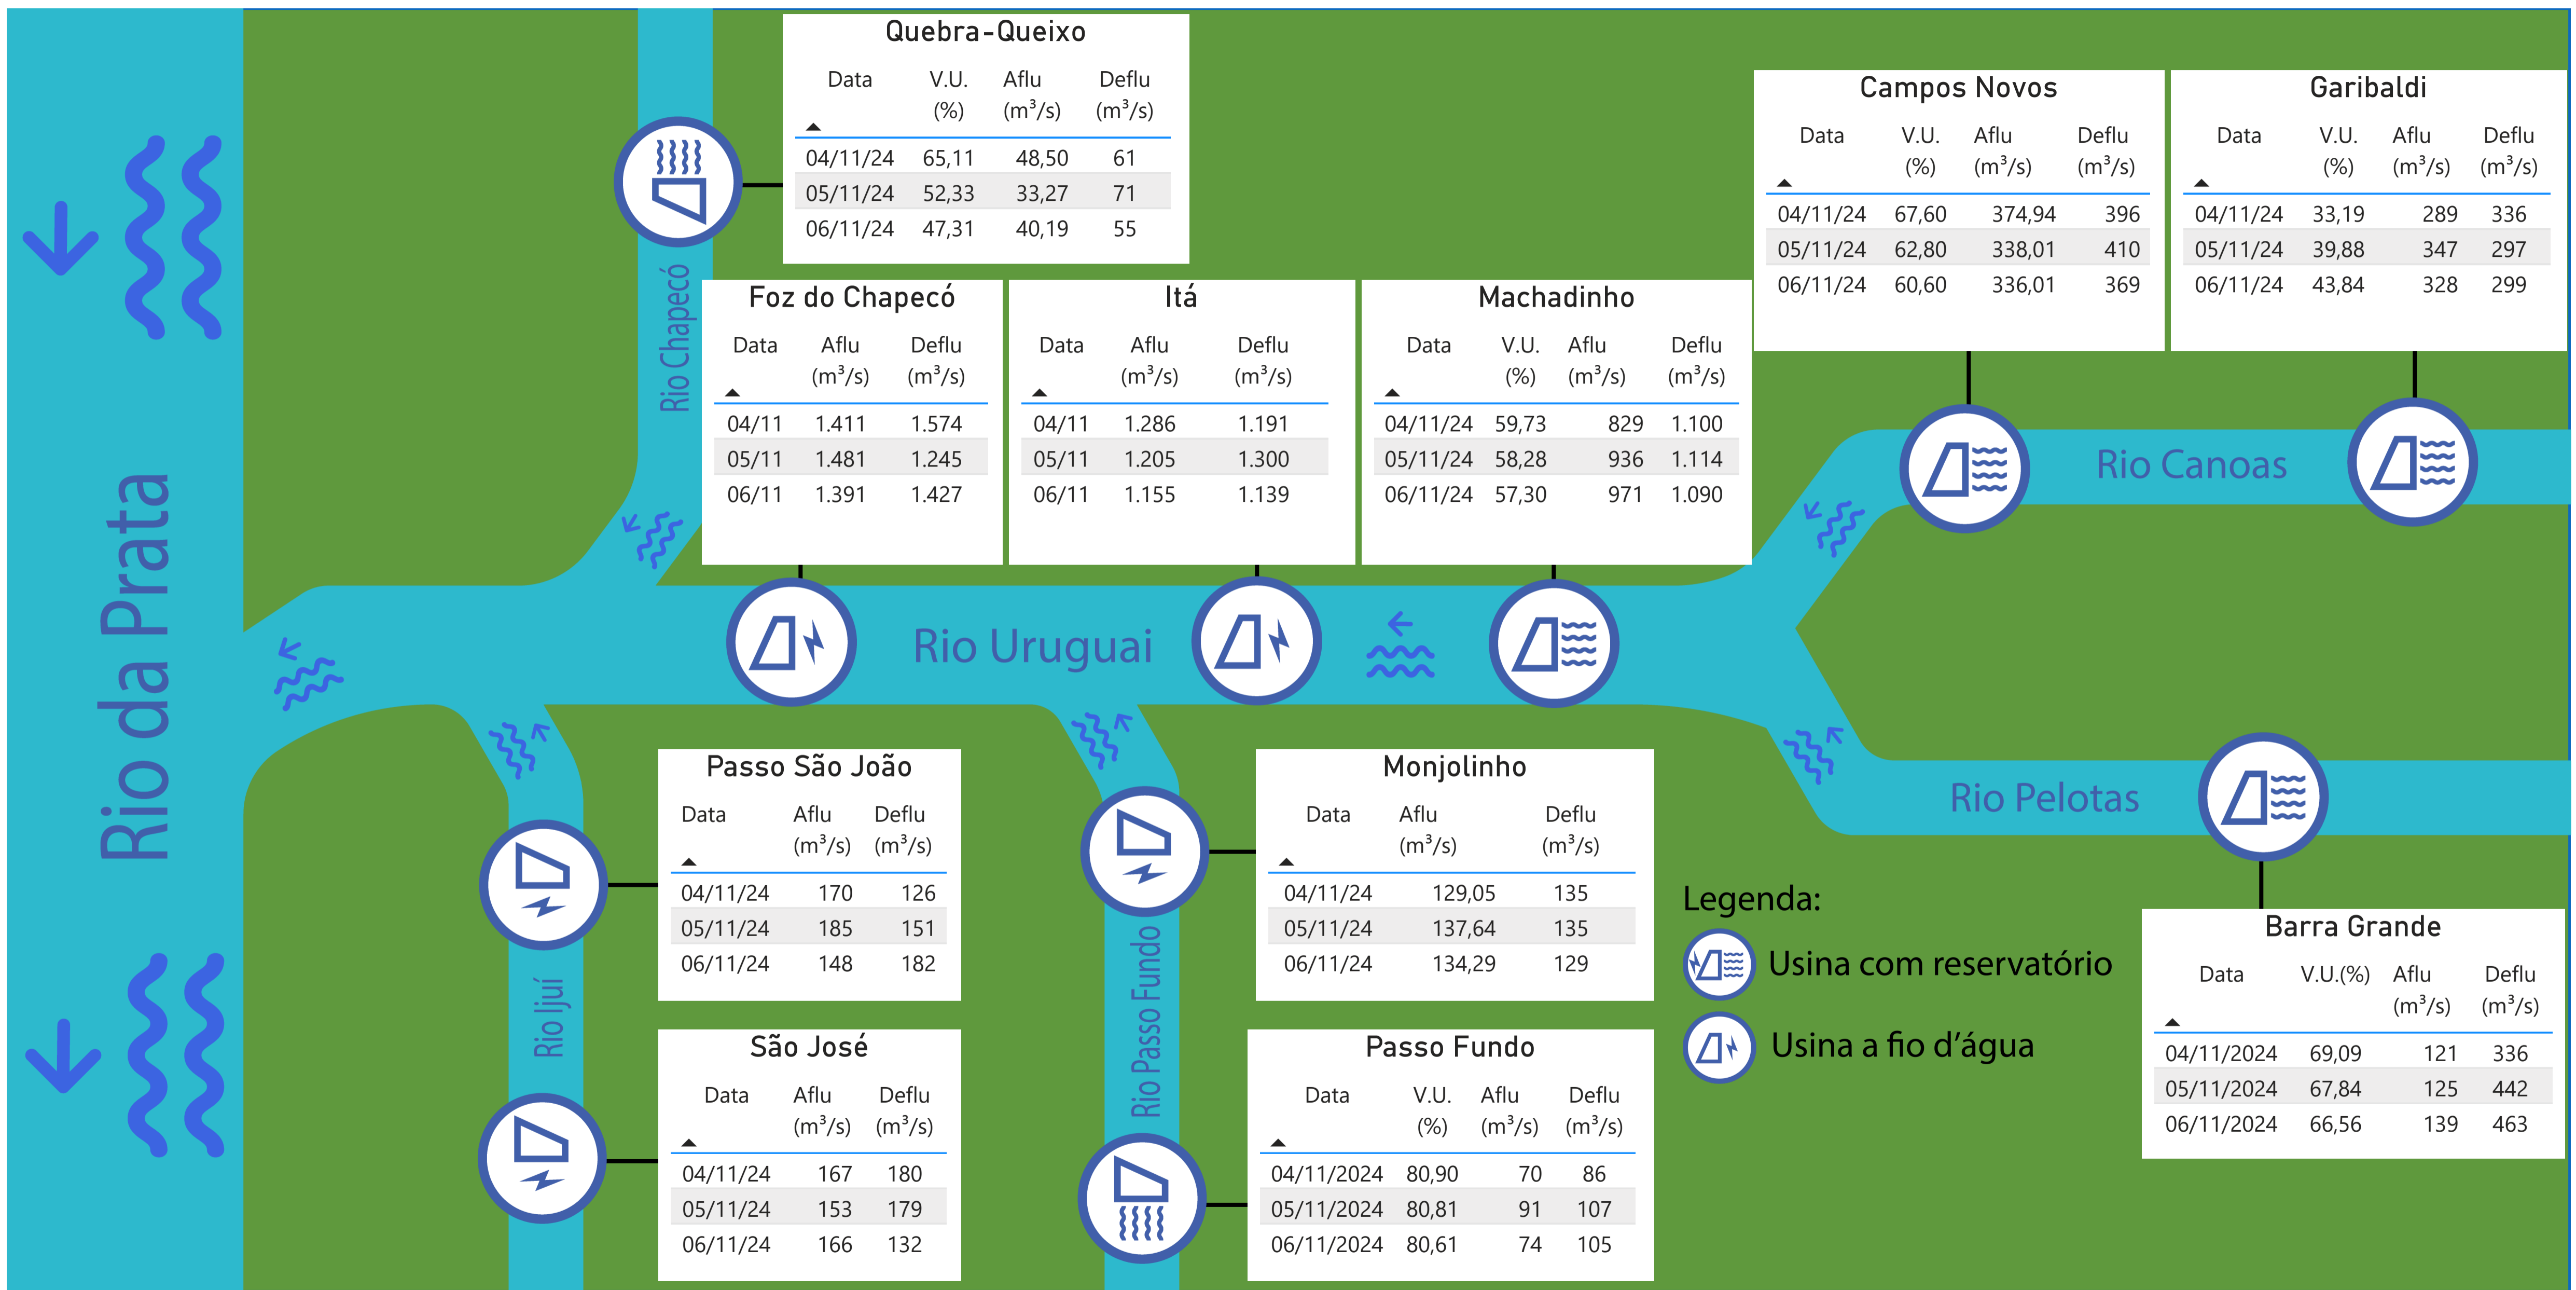 Quebra-Queixo
Data V.U. (%) Aflu (m³/s) Deflu (m³/s)
04/11/24 65,11 48,50 61
05/11/24 52,33 33,27 71
06/11/24 47,31 40,19 55
Campos Novos
Data V.U. (%) Aflu (m³/s) Deflu (m³/s)
04/11/24 67,60 374,94 396
05/11/24 62,80 338,01 410
06/11/24 60,60 336,01 369
Garibaldi
Data V.U. (%) Aflu (m³/s) Deflu (m³/s)
04/11/24 33,19 289 336
05/11/24 39,88 347 297
06/11/24 43,84 328 299
Rio Chapecó
Foz do Chapecó
Data Aflu (m³/s) Deflu (m³/s)
04/11 1.411 1.574
05/11 1.481 1.245
06/11 1.391 1.427
Itá
Data Aflu (m³/s) Deflu (m³/s)
04/11 1.286 1.191
05/11 1.205 1.300
06/11 1.155 1.139
Machadinho
Data V.U. (%) Aflu (m³/s) Deflu (m³/s)
04/11/24 59,73 829 1.100
05/11/24 58,28 936 1.114
06/11/24 57,30 971 1.090
Rio Canoas
Rio da Prata
Rio Uruguai
Rio Pelotas
Passo São João
Data Aflu (m³/s) Deflu (m³/s)
04/11/24 170 126
05/11/24 185 151
06/11/24 148 182
Monjolinho
Data Aflu (m³/s) Deflu (m³/s)
04/11/24 129,05 135
05/11/24 137,64 135
06/11/24 134,29 129
Rio Ijuí
Rio Passo Fundo
São José
Data Aflu (m³/s) Deflu (m³/s)
04/11/24 167 180
05/11/24 153 179
06/11/24 166 132
Passo Fundo
Data V.U. (%) Aflu (m³/s) Deflu (m³/s)
04/11/2024 80,90 70 86
05/11/2024 80,81 91 107
06/11/2024 80,61 74 105
Legenda:
Usina com reservatório
Usina a fio d'água
Barra Grande
Data V.U.(%) Aflu (m³/s) Deflu (m³/s)
04/11/2024 69,09 121 336
05/11/2024 67,84 125 442
06/11/2024 66,56 139 463